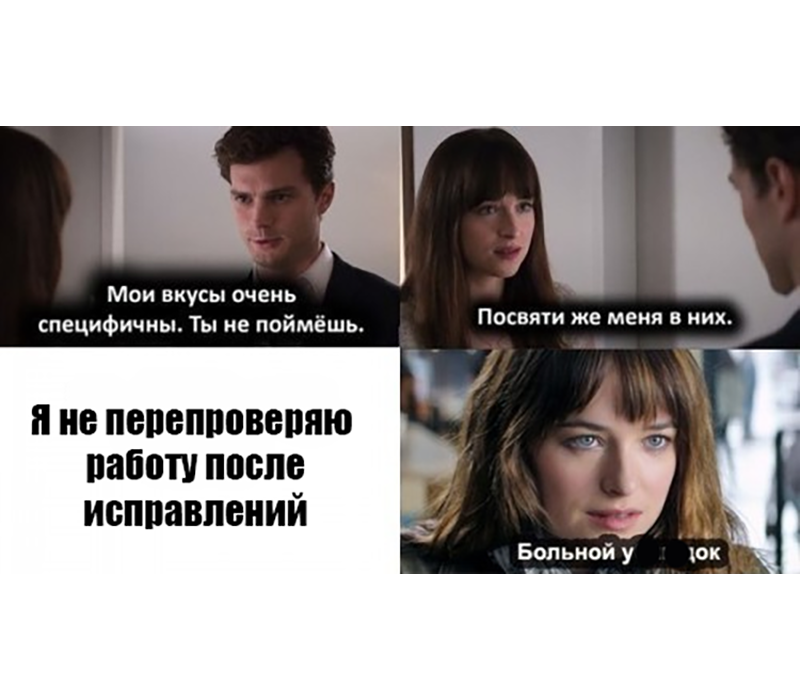 Мои вкусы очень
специфичны. Ты не поймёшь.
Посвяти же меня в них.
Я не перепроверяю
работу после
исправлений
Больной у